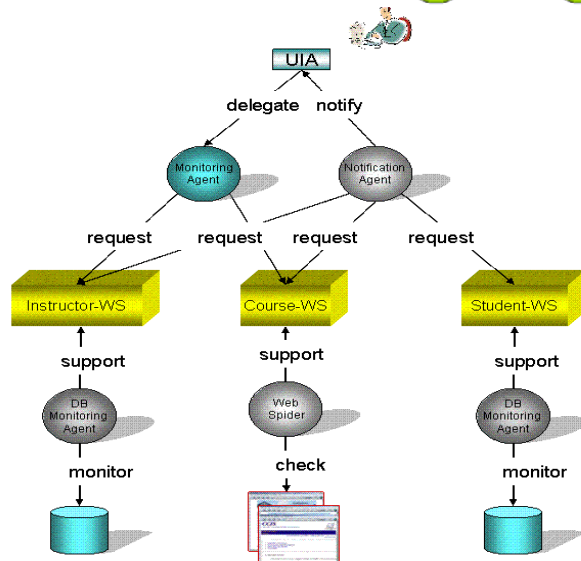 UIA
delegate
notify
Monitoring
Agent
Notification
Agent
request
request
request
request
Instructor-WS
Course-WS
Student-WS
support
support
support
DB
Monitoring
Agent
Web
Spider
DB
Monitoring
Agent
monitor
check
monitor